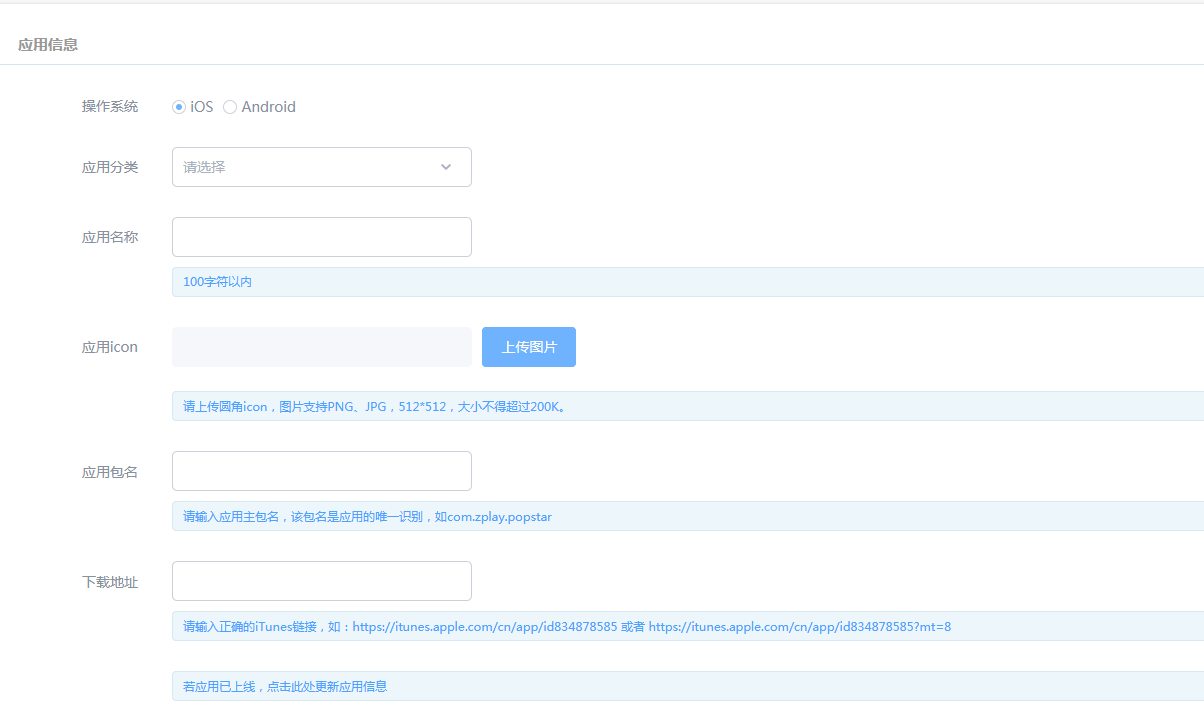 应用信息
操作系统 iOS Android
应用分类 请选择
应用名称
100字符以内
应用icon 上传图片
请上传圆角icon，图片支持PNG、JPG，512*512，大小不得超过200K。
应用包名
请输入应用主包名，该包名是应用的唯一识别，如com.zplay.popstar
下载地址
请输入正确的iTunes链接，如：https://itunes.apple.com/cn/app/id834878585 或者 https://itunes.apple.com/cn/app/id834878585?mt=8
若应用已上线，点击此处更新应用信息